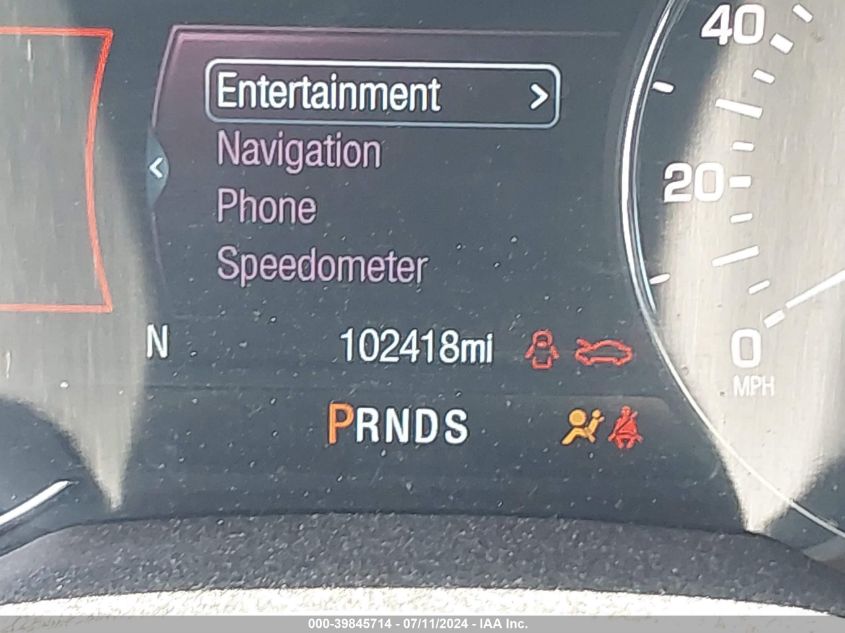 Entertainment >
Navigation
Phone
Speedometer
40
20
0
MPH
N
102418mi
PRNDS
000-39845714 - 07/11/2024 - IAA Inc.